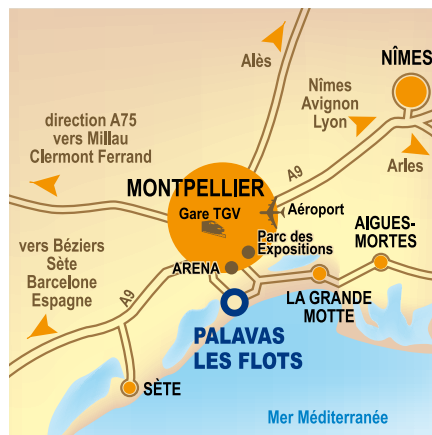 NÎMES
Alès
Nîmes
Avignon
Lyon
direction A75
vers Millau
Clermont Ferrand
A9
Arles
MONTPELLIER
Gare TGV
Aéroport
Parc des
Expositions
AIGUES-
MORTES
vers Béziers
Sète
Barcelone
Espagne
ARENA
A9
LA GRANDE
MOTTE
PALAVAS
LES FLOTS
SÈTE
Mer Méditerranée